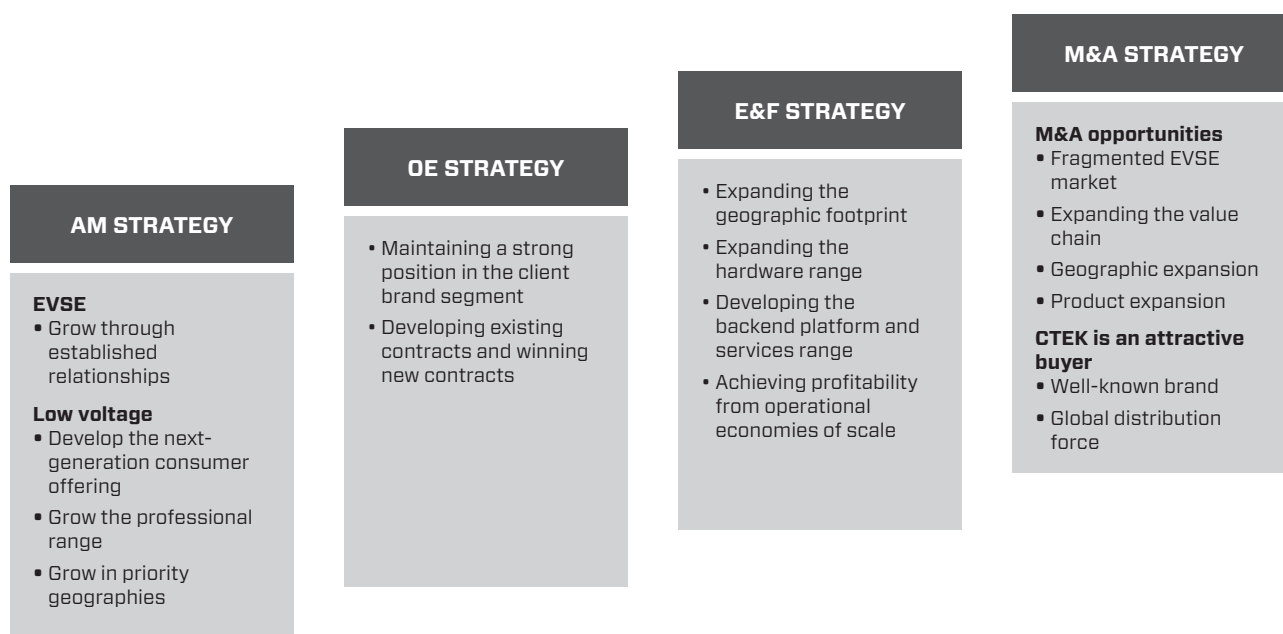 AM STRATEGY
EVSE
• Grow through
established
relationships
Low voltage
• Develop the next-
generation consumer
offering
• Grow the professional
range
• Grow in priority
geographies
OE STRATEGY
• Maintaining a strong
position in the client
brand segment
• Developing existing
contracts and winning
new contracts
E&F STRATEGY
• Expanding the
geographic footprint
• Expanding the
hardware range
• Developing the
backend platform and
services range
• Achieving profitability
from operational
economies of scale
M&A STRATEGY
M&A opportunities
• Fragmented EVSE
market
• Expanding the value
chain
• Geographic expansion
• Product expansion
CTEK is an attractive
buyer
• Well-known brand
• Global distribution
force